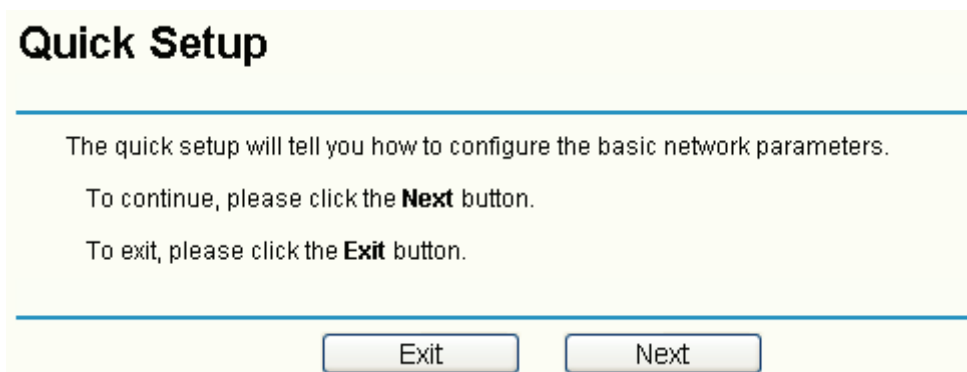 Quick Setup
The quick setup will tell you how to configure the basic network parameters.
To continue, please click the Next button.
To exit, please click the Exit button.
Exit
Next